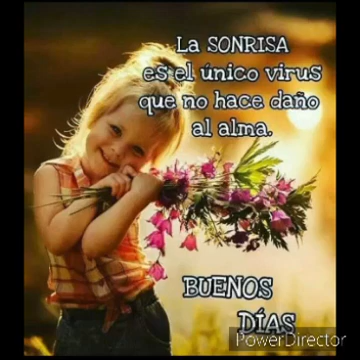 La SONRISA
es el único virus
que no hace daño
al alma.
BUENOS
DÍAS
PowerDirector